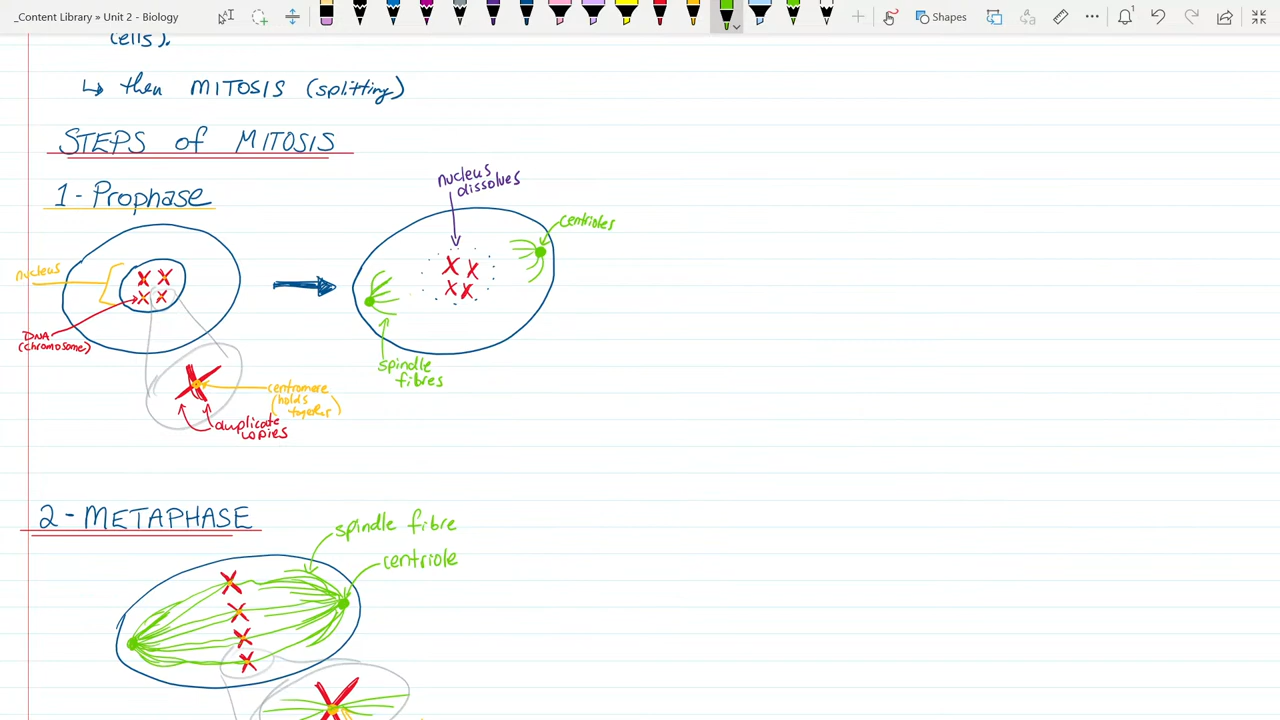 _Content Library » Unit 2 - Biology
Shapes
cells).
↳ then MITOSIS (splitting)
STEPS of MITOSIS
1 - Prophase
nucleus
DNA
(chromosome)
centromere
(holds
together)
duplicate
copies
nucleus
dissolves
centrioles
spindle
fibres
2 - METAPHASE
spindle fibre
centriole